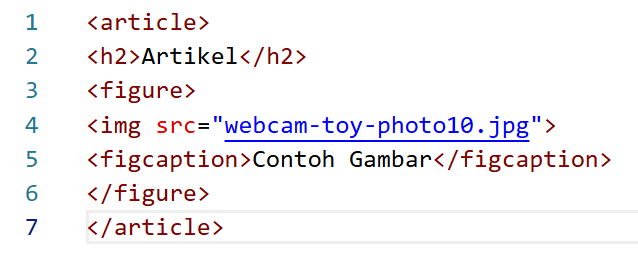 1 <article>
2 <h2>Artikel</h2>
3 <figure>
4 <img src="webcam-toy-photo10.jpg">
5 <figcaption>Contoh Gambar</figcaption>
6 </figure>
7 </article>